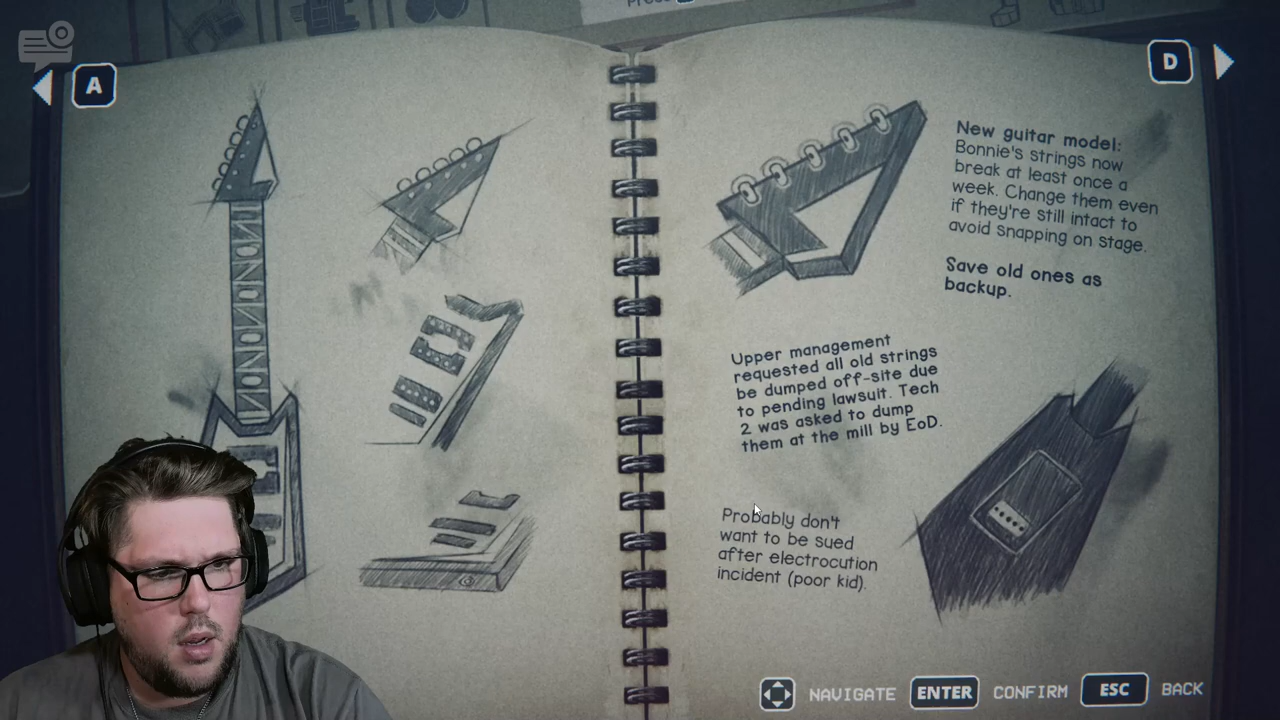 A
D
New guitar model:
Bonnie's strings now
break at least once a
week. Change them even
if they're still intact to
avoid snapping on stage.
Save old ones as
backup.
Upper management
requested all old strings
be dumped off-site due
to pending lawsuit. Tech
2 was asked to dump
them at the mill by EoD.
Probably don't
want to be sued
after electrocution
incident (poor kid).
NAVIGATE ENTER CONFIRM ESC BACK